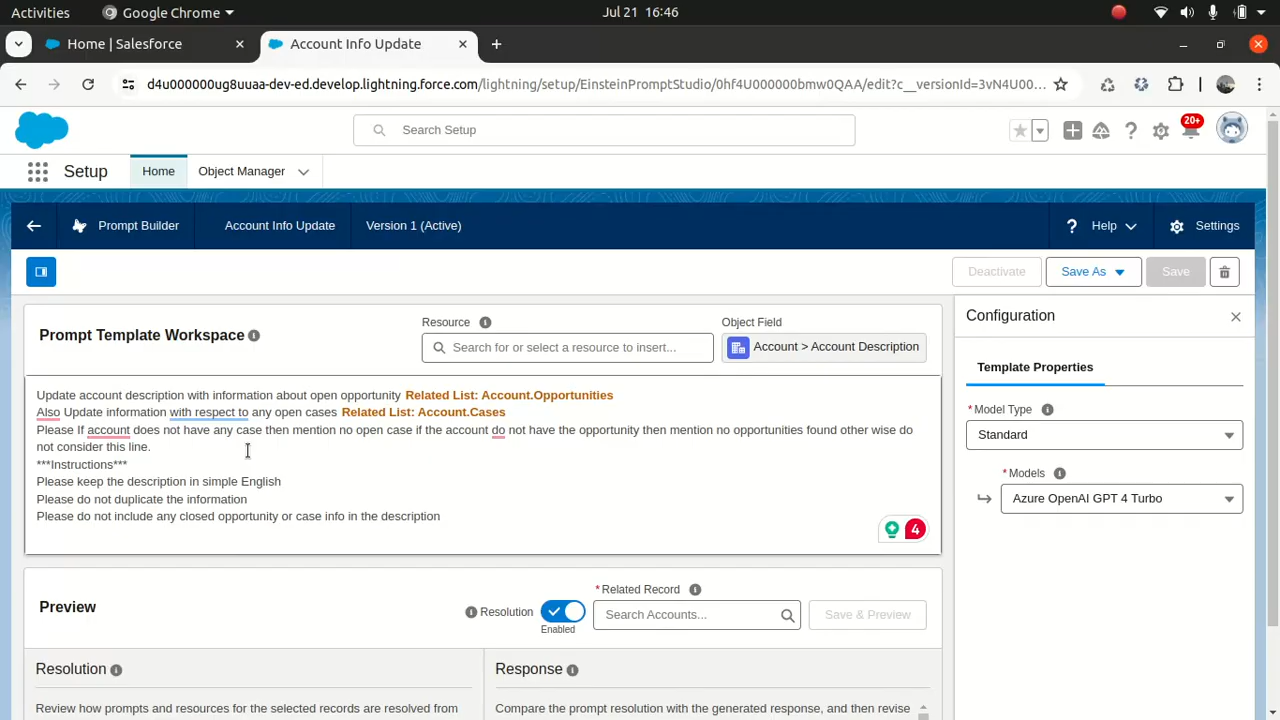 Activities
Google Chrome
Jul 21 16:46
Home | Salesforce
Account Info Update
d4u000000ug8uuaa-dev-ed.develop.lightning.force.com/lightning/setup/EinsteinPromptStudio/0hf4U000000bmw0QAA/edit?c__versionId=3vN4U00...
Search Setup
20+
Setup
Home
Object Manager
Prompt Builder
Account Info Update
Version 1 (Active)
Help
Settings
Deactivate
Save As
Save
Prompt Template Workspace
Resource
Search for or select a resource to insert...
Object Field
Account > Account Description
Update account description with information about open opportunity Related List: Account.Opportunities
Also Update information with respect to any open cases Related List: Account.Cases
Please If account does not have any case then mention no open case if the account do not have the opportunity then mention no opportunities found other wise do
not consider this line.
***Instructions***
Please keep the description in simple English
Please do not duplicate the information
Please do not include any closed opportunity or case info in the description
4
Configuration
Template Properties
*Model Type
Standard
*Models
Azure OpenAI GPT 4 Turbo
Preview
Resolution
Enabled
*Related Record
Search Accounts...
Save & Preview
Resolution
Review how prompts and resources for the selected records are resolved from
Response
Compare the prompt resolution with the generated response, and then revise